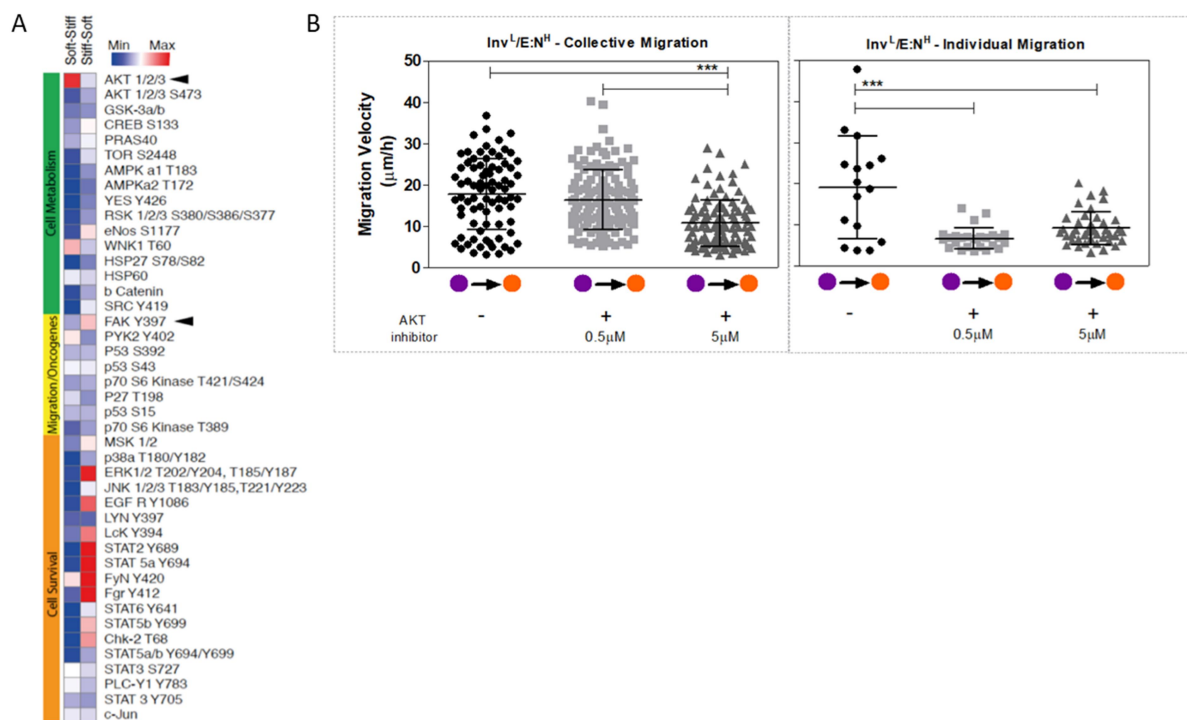 A
Soft-Stiff
Stiff-Soft
Min Max
Cell Metabolism
AKT 1/2/3
AKT 1/2/3 S473
GSK-3a/b
CREB S133
PRAS40
TOR S2448
AMPK a1 T183
AMPKa2 T172
YES Y426
RSK 1/2/3 S380/S386/S377
eNos S1177
WNK1 T60
HSP27 S78/S82
HSP60
b Catenin
SRC Y419
Migration/Oncogenes
FAK Y397
PYK2 Y402
P53 S392
p53 S43
p70 S6 Kinase T421/S424
P27 T198
p53 S15
p70 S6 Kinase T389
Cell Survival
MSK 1/2
p38a T180/Y182
ERK1/2 T202/Y204, T185/Y187
JNK 1/2/3 T183/Y185,T221/Y223
EGF R Y1086
LYN Y397
LcK Y394
STAT2 Y689
STAT 5a Y694
FyN Y420
Fgr Y412
STAT6 Y641
STAT5b Y699
Chk-2 T68
STAT5a/b Y694/Y699
STAT3 S727
PLC-Y1 Y783
STAT 3 Y705
c-Jun
B
Inv^L/E:N^H - Collective Migration
Migration Velocity
(µm/h)
50
40
30
20
10
0
***
AKT
inhibitor
- + +
0.5µM 5µM
Inv^L/E:N^H - Individual Migration
***
- + +
0.5µM 5µM